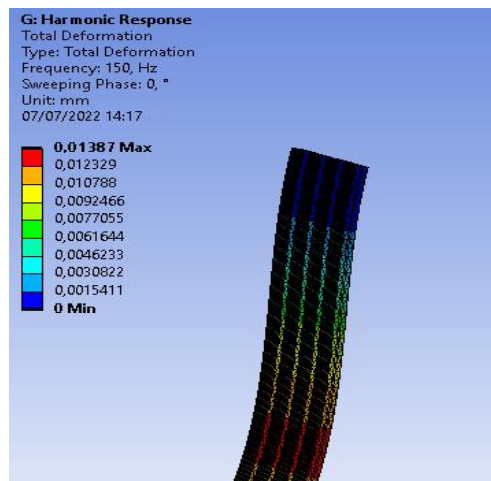 G: Harmonic Response
Total Deformation
Type: Total Deformation
Frequency: 150, Hz
Sweeping Phase: 0, °
Unit: mm
07/07/2022 14:17
0,01387 Max
0,012329
0,010788
0,0092466
0,0077055
0,0061644
0,0046233
0,0030822
0,0015411
0 Min